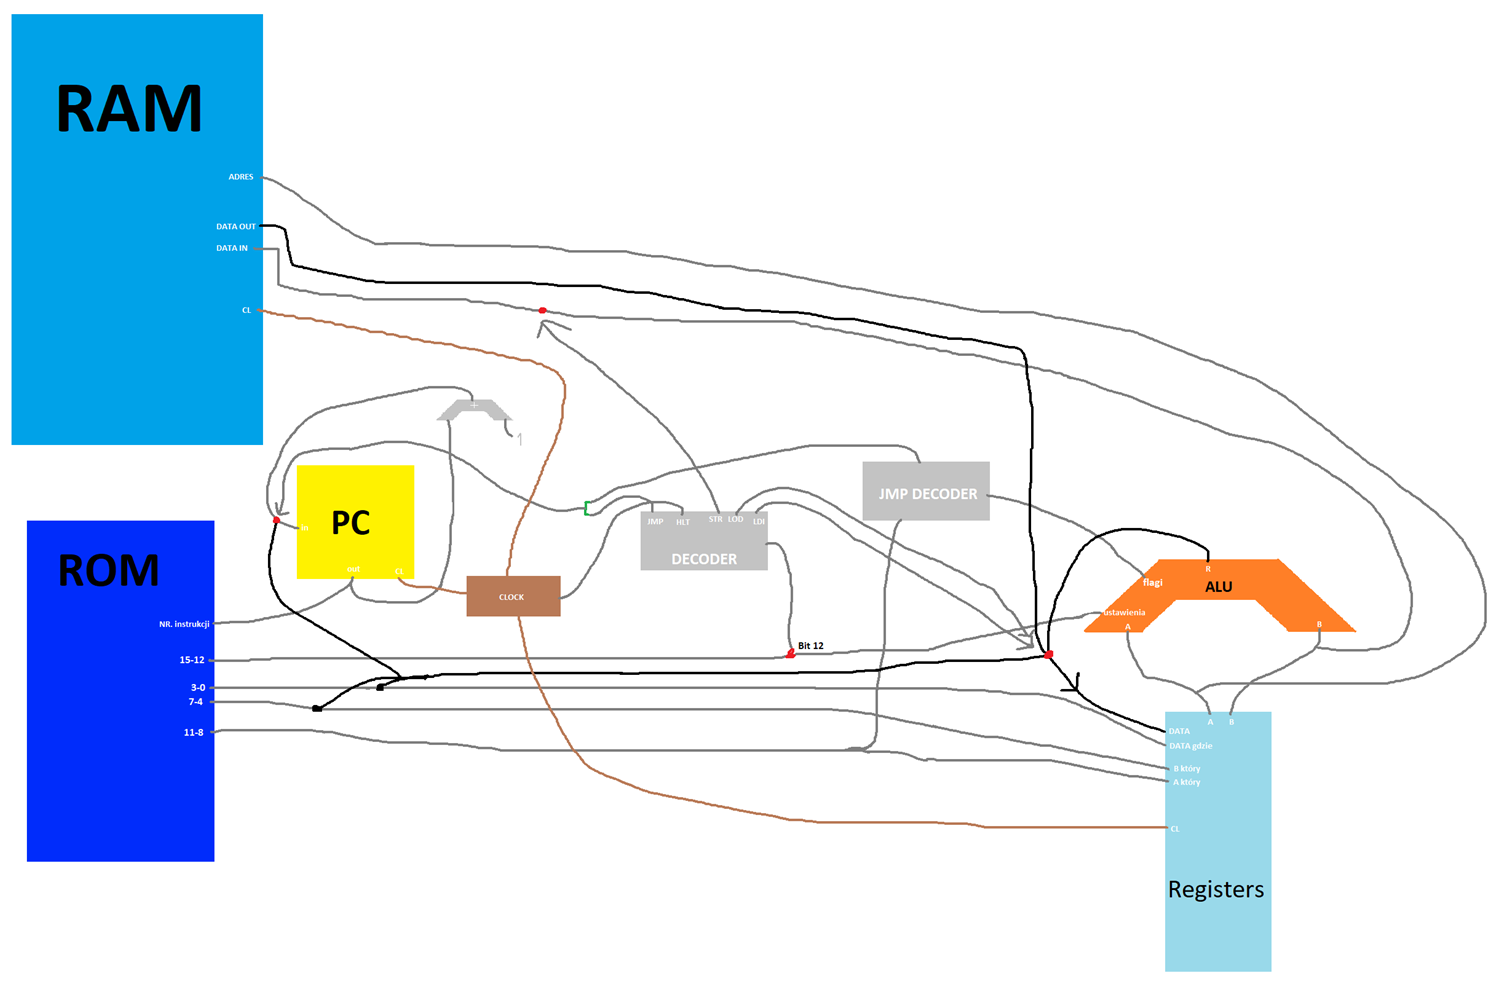 RAM
ADRES
DATA OUT
DATA IN
CL
+
1
PC
in
out
CL
ROM
NR. instrukcji
15-12
3-0
7-4
11-8
CLOCK
JMP
HLT
STR
LOD
LDI
DECODER
JMP DECODER
Bit 12
R
flagi
ALU
ustawienia
A
B
A
B
DATA
DATA gdzie
B który
A który
CL
Registers